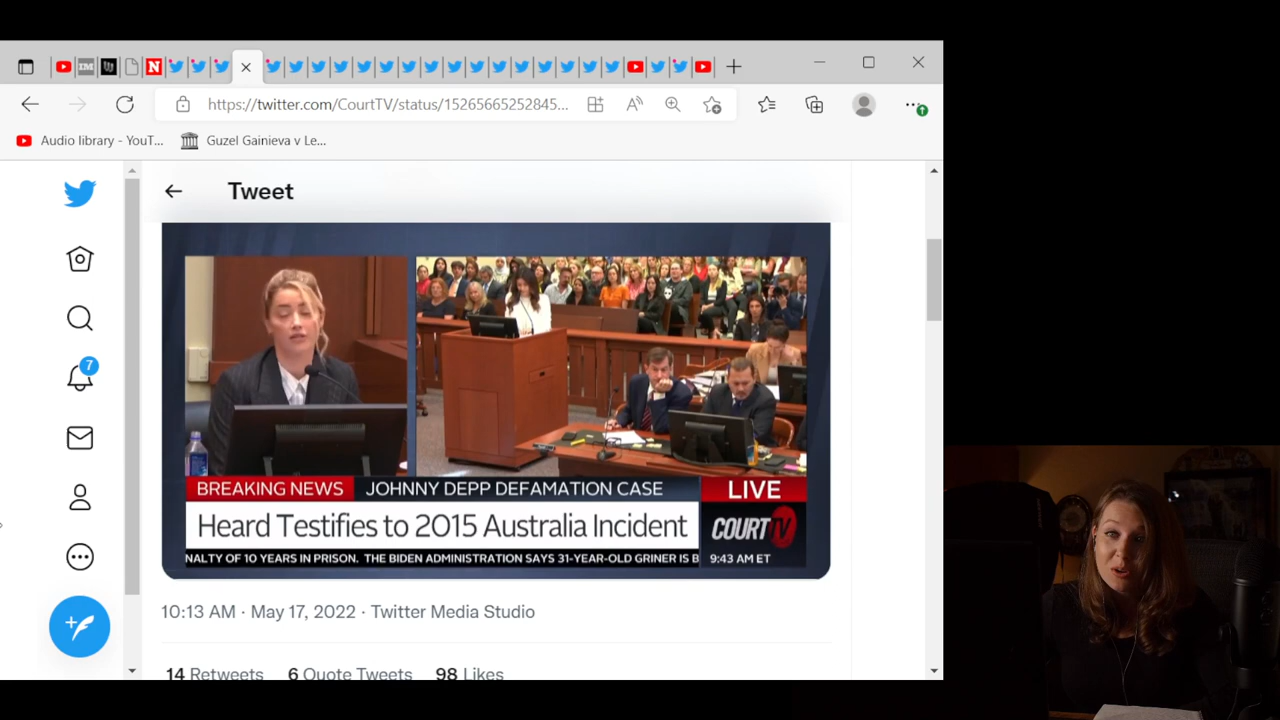 https://twitter.com/CourtTV/status/15265665252845...
Audio library - YouT...
Guzel Gainieva v Le...
Tweet
7
BREAKING NEWS
JOHNNY DEPP DEFAMATION CASE
LIVE
Heard Testifies to 2015 Australia Incident
COURT TV
NALTY OF 10 YEARS IN PRISON. THE BIDEN ADMINISTRATION SAYS 31-YEAR-OLD GRINER IS B
9:43 AM ET
10:13 AM · May 17, 2022 · Twitter Media Studio
14 Retweets 6 Quote Tweets 98 Likes